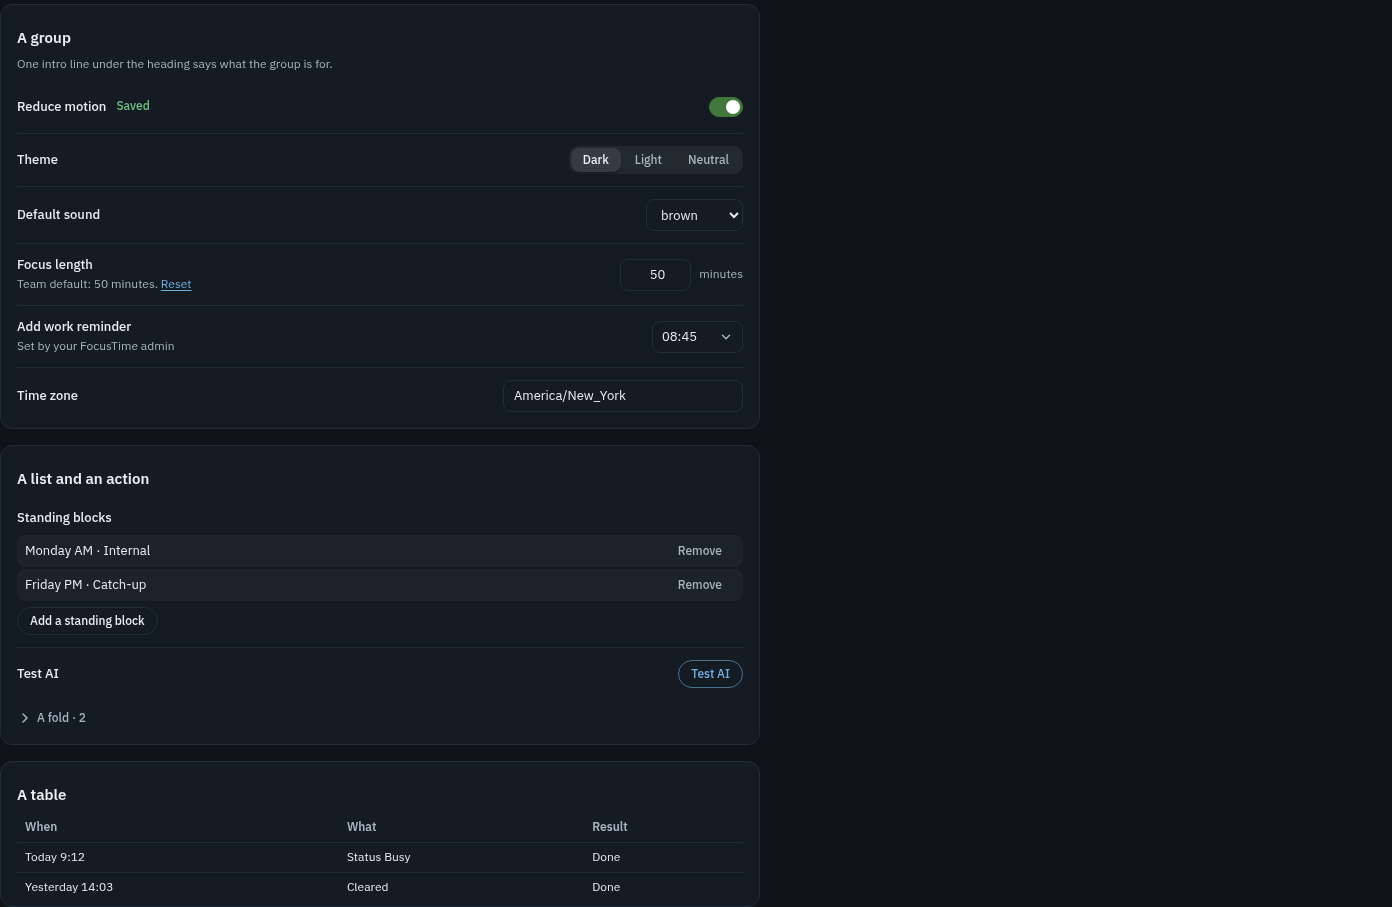 A group
One intro line under the heading says what the group is for.
Reduce motion Saved
Theme Dark Light Neutral
Default sound brown
Focus length
Team default: 50 minutes. Reset
50 minutes
Add work reminder
Set by your FocusTime admin
08:45
Time zone America/New_York
A list and an action
Standing blocks
Monday AM · Internal Remove
Friday PM · Catch-up Remove
Add a standing block
Test AI Test AI
A fold · 2
A table
When What Result
Today 9:12 Status Busy Done
Yesterday 14:03 Cleared Done